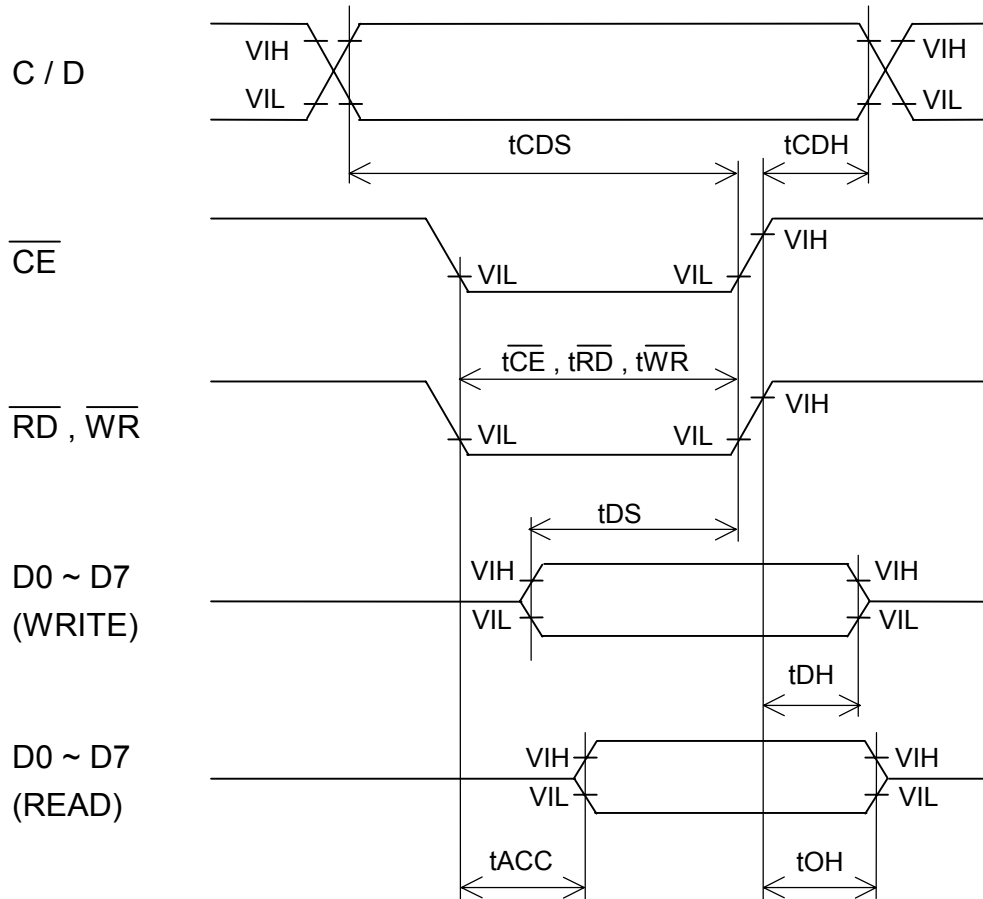 C / D
VIH
VIL
VIH
VIL
tCDS
tCDH
CE
VIL
VIL
VIH
tCE , tRD , tWR
RD , WR
VIL
VIL
VIH
tDS
D0 ~ D7
(WRITE)
VIH
VIL
VIH
VIL
tDH
D0 ~ D7
(READ)
VIH
VIL
VIH
VIL
tACC
tOH